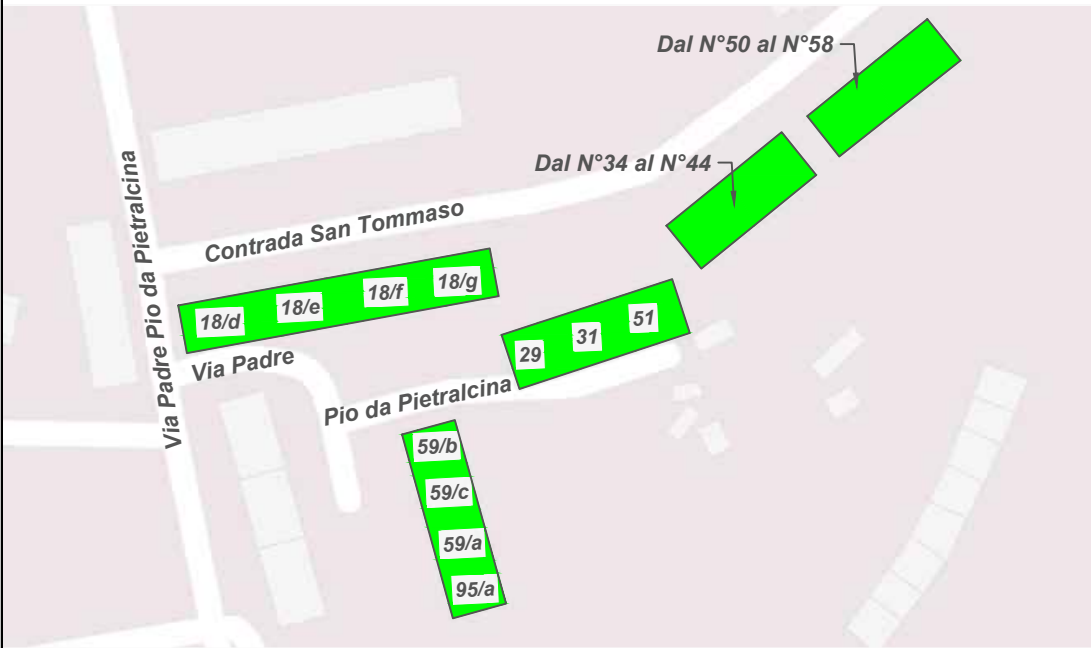 Dal N°50 al N°58
Dal N°34 al N°44
Via Padre Pio da Pietralcina
Contrada San Tommaso
18/d
18/e
18/f
18/g
Via Padre
Pio da Pietralcina
29
31
51
59/b
59/c
59/a
95/a